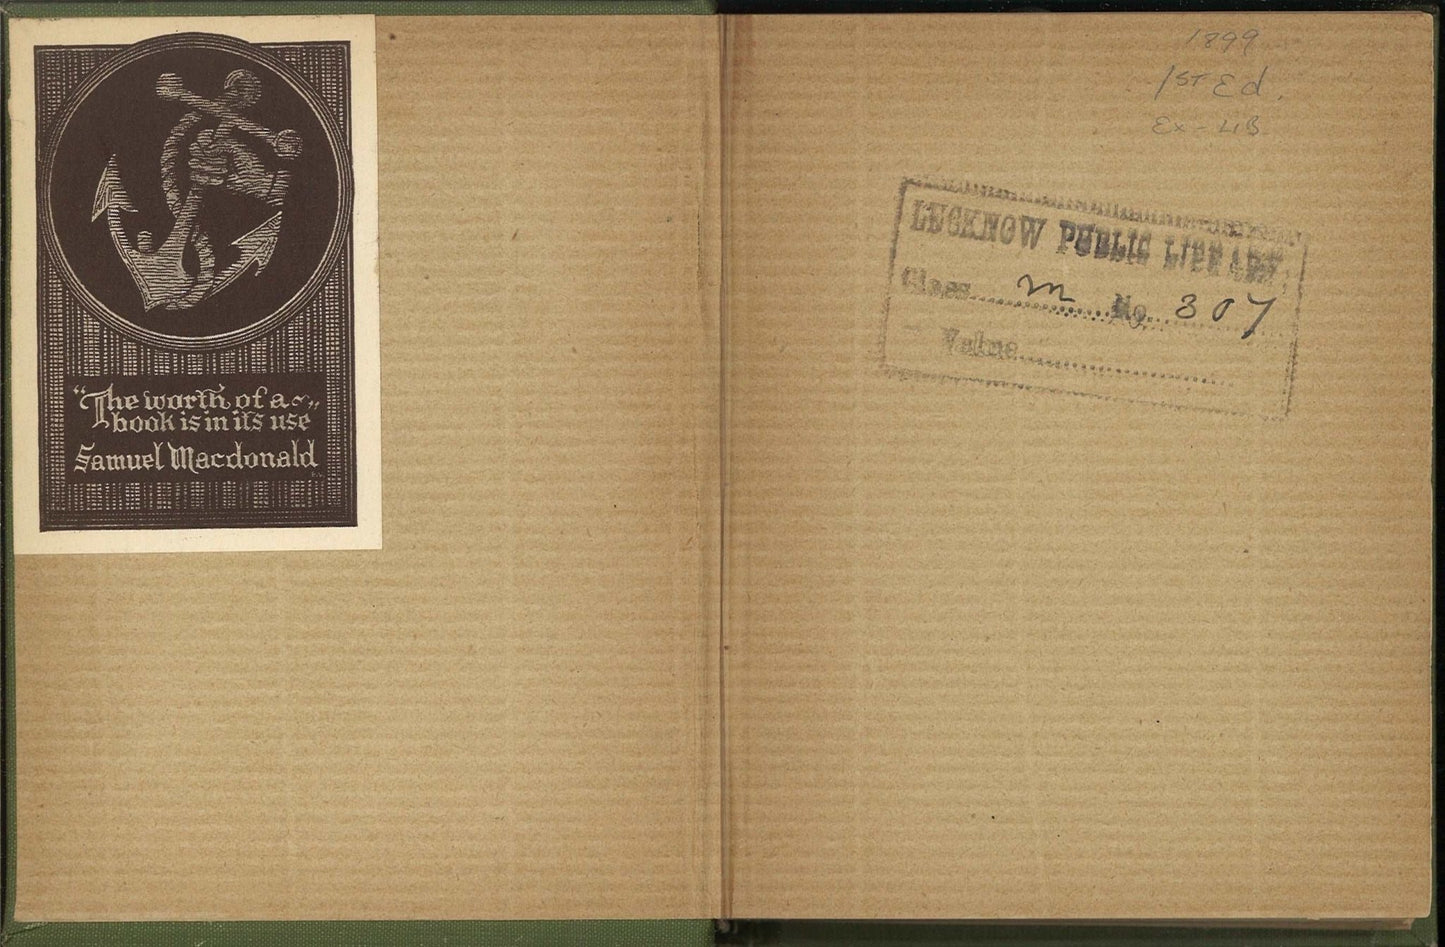 “The worth of a
book is in its use”
Samuel Macdonald
1899
1ST Ed.
Ex-LIB
LUCKNOW PUBLIC LIBRARY
Class m No. 307
Value